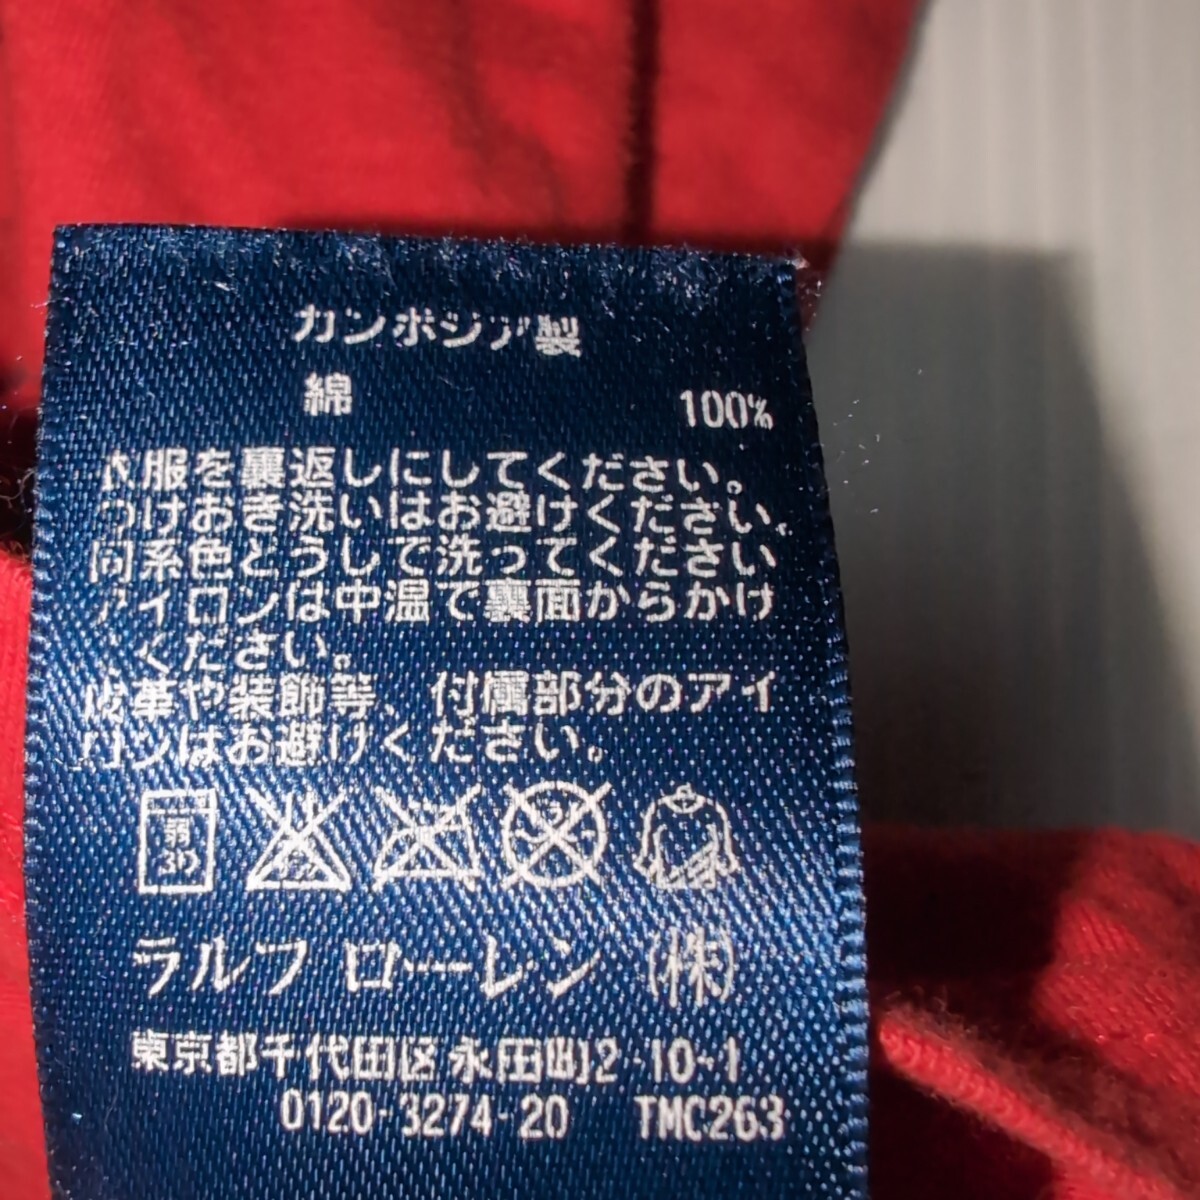 カンボジア製
綿 100%
衣服を裏返しにしてください。
つけおき洗いはお避けください。
同系色どうしで洗ってください
アイロンは中温で裏面からかけ
ください。
皮革や装飾等、付属部分のアイ
ロンはお避けください。
弱
30
ラルフ ローレン (株)
東京都千代田区永田町2-10-1
0120-3274-20 TMC263